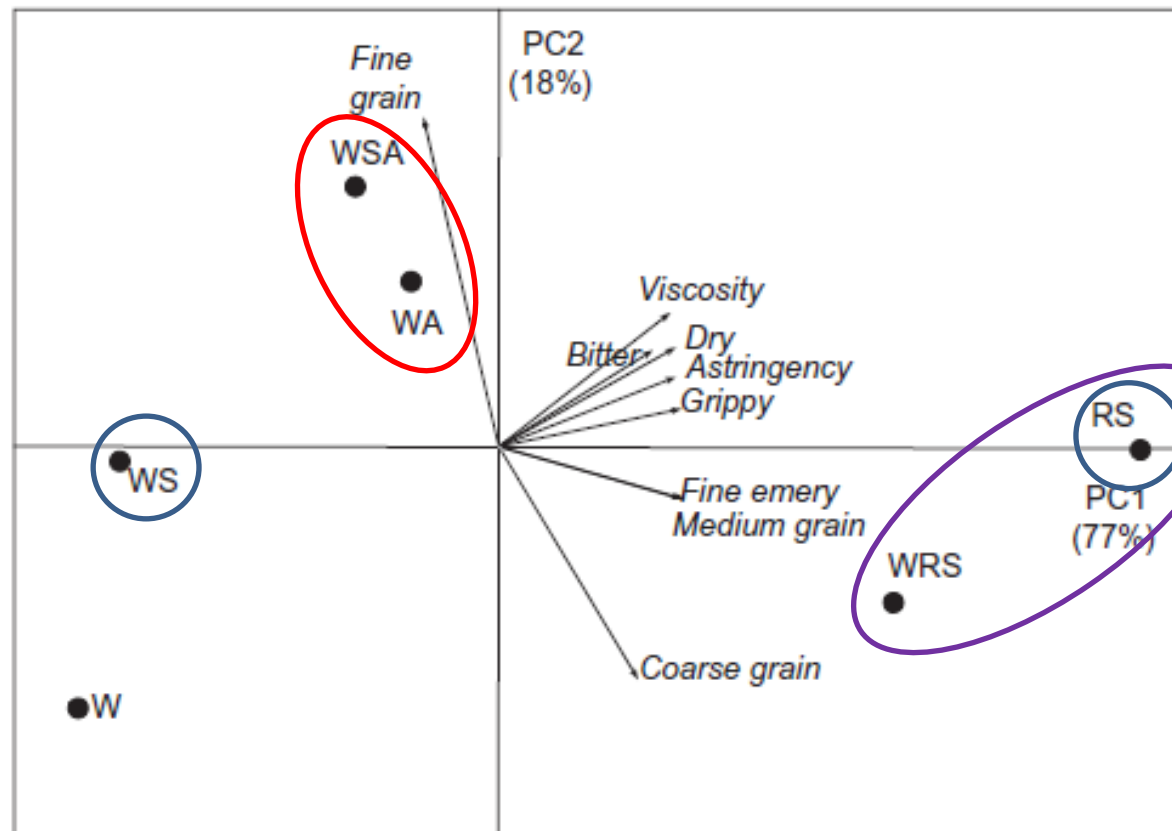 PC2
(18%)
Fine
grain
WSA
WA
Viscosity
Bitter
Dry
Astringency
Grippy
RS
WS
PC1
(77%)
Fine emery
Medium grain
WRS
Coarse grain
W